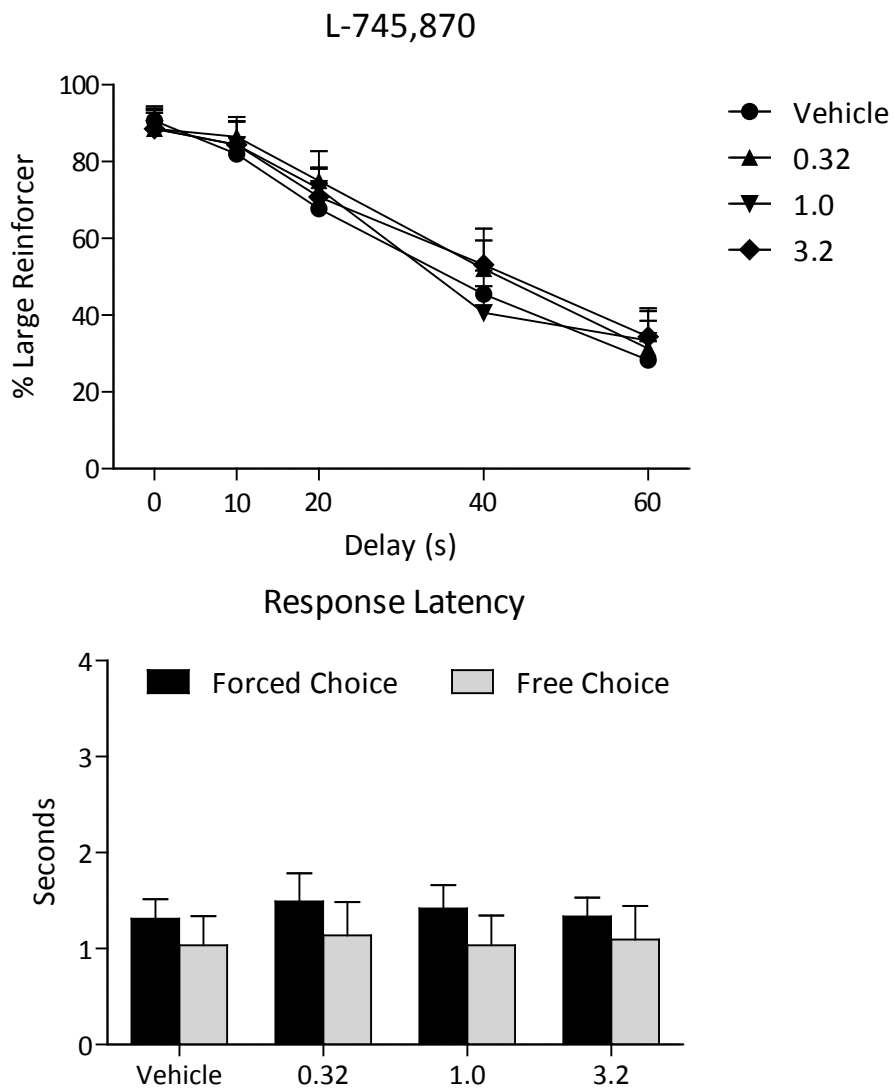 L-745,870
100
80
60
40
20
0
% Large Reinforcer
0 10 20 40 60
Delay (s)
Vehicle
0.32
1.0
3.2
Response Latency
Forced Choice Free Choice
4
3
2
1
0
Seconds
Vehicle 0.32 1.0 3.2